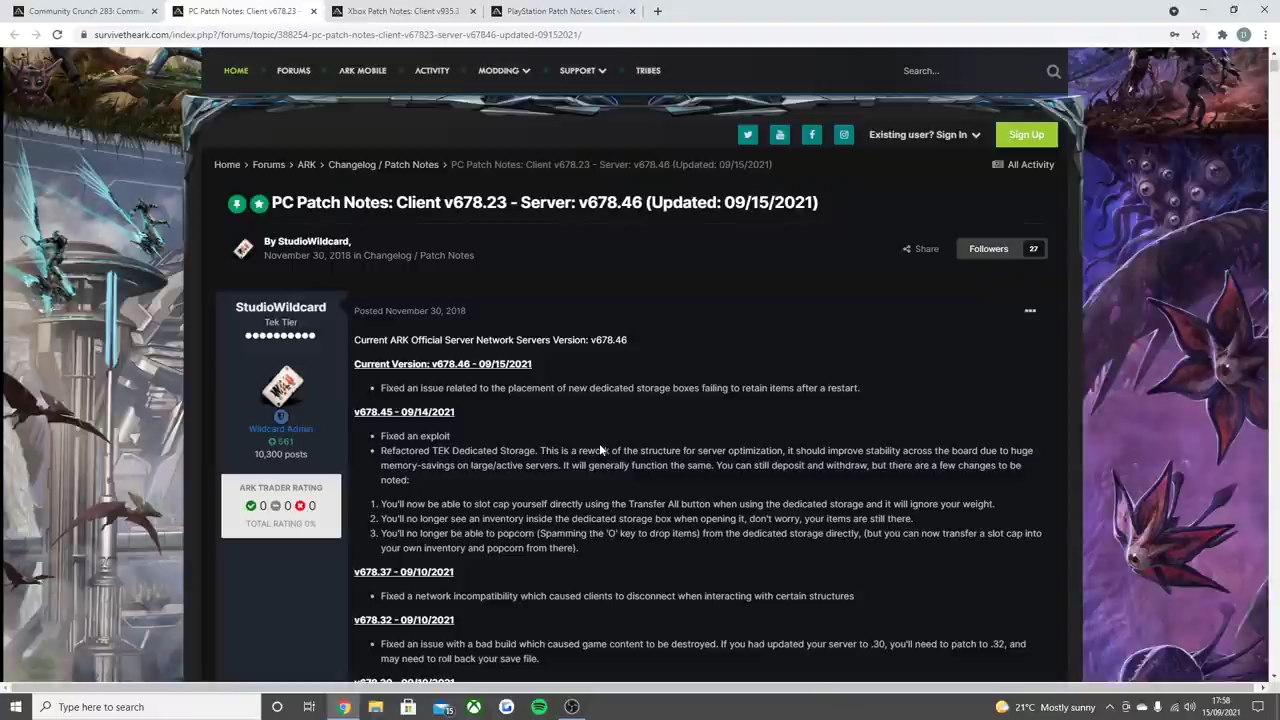 Community Crunch 283:
PC Patch Notes: Client v678.23 -
Xbox Patch Notes: Client v935.
PlayStation Patch Notes: Client v
survivetheark.com/index.php?/forums/topic/388254-pc-patch-notes-client-v67823-server-v67846-updated-09152021/
HOME FORUMS ARK MOBILE ACTIVITY MODDING SUPPORT TRIBES Search...
Existing user? Sign In Sign Up
Home > Forums > ARK > Changelog / Patch Notes > PC Patch Notes: Client v678.23 - Server: v678.46 (Updated: 09/15/2021) All Activity
PC Patch Notes: Client v678.23 - Server: v678.46 (Updated: 09/15/2021)
By StudioWildcard,
November 30, 2018 in Changelog / Patch Notes
Share Followers 27
StudioWildcard
Tek Tier
Wildcard Admin
561
10,300 posts
ARK TRADER RATING
0 0 0
TOTAL RATING 0%
Posted November 30, 2018
Current ARK Official Server Network Servers Version: v678.46
Current Version: v678.46 - 09/15/2021
• Fixed an issue related to the placement of new dedicated storage boxes failing to retain items after a restart.
v678.45 - 09/14/2021
• Fixed an exploit
• Refactored TEK Dedicated Storage. This is a rework of the structure for server optimization, it should improve stability across the board due to huge
memory-savings on large/active servers. It will generally function the same. You can still deposit and withdraw, but there are a few changes to be
noted:
1. You'll now be able to slot cap yourself directly using the Transfer All button when using the dedicated storage and it will ignore your weight.
2. You'll no longer see an inventory inside the dedicated storage box when opening it, don't worry, your items are still there.
3. You'll no longer be able to popcorn (Spamming the 'O' key to drop items) from the dedicated storage directly, (but you can now transfer a slot cap into
your own inventory and popcorn from there).
v678.37 - 09/10/2021
• Fixed a network incompatibility which caused clients to disconnect when interacting with certain structures
v678.32 - 09/10/2021
• Fixed an issue with a bad build which caused game content to be destroyed. If you had updated your server to .30, you'll need to patch to .32, and
may need to roll back your save file.
Type here to search
15
21°C Mostly sunny
17:58
15/09/2021